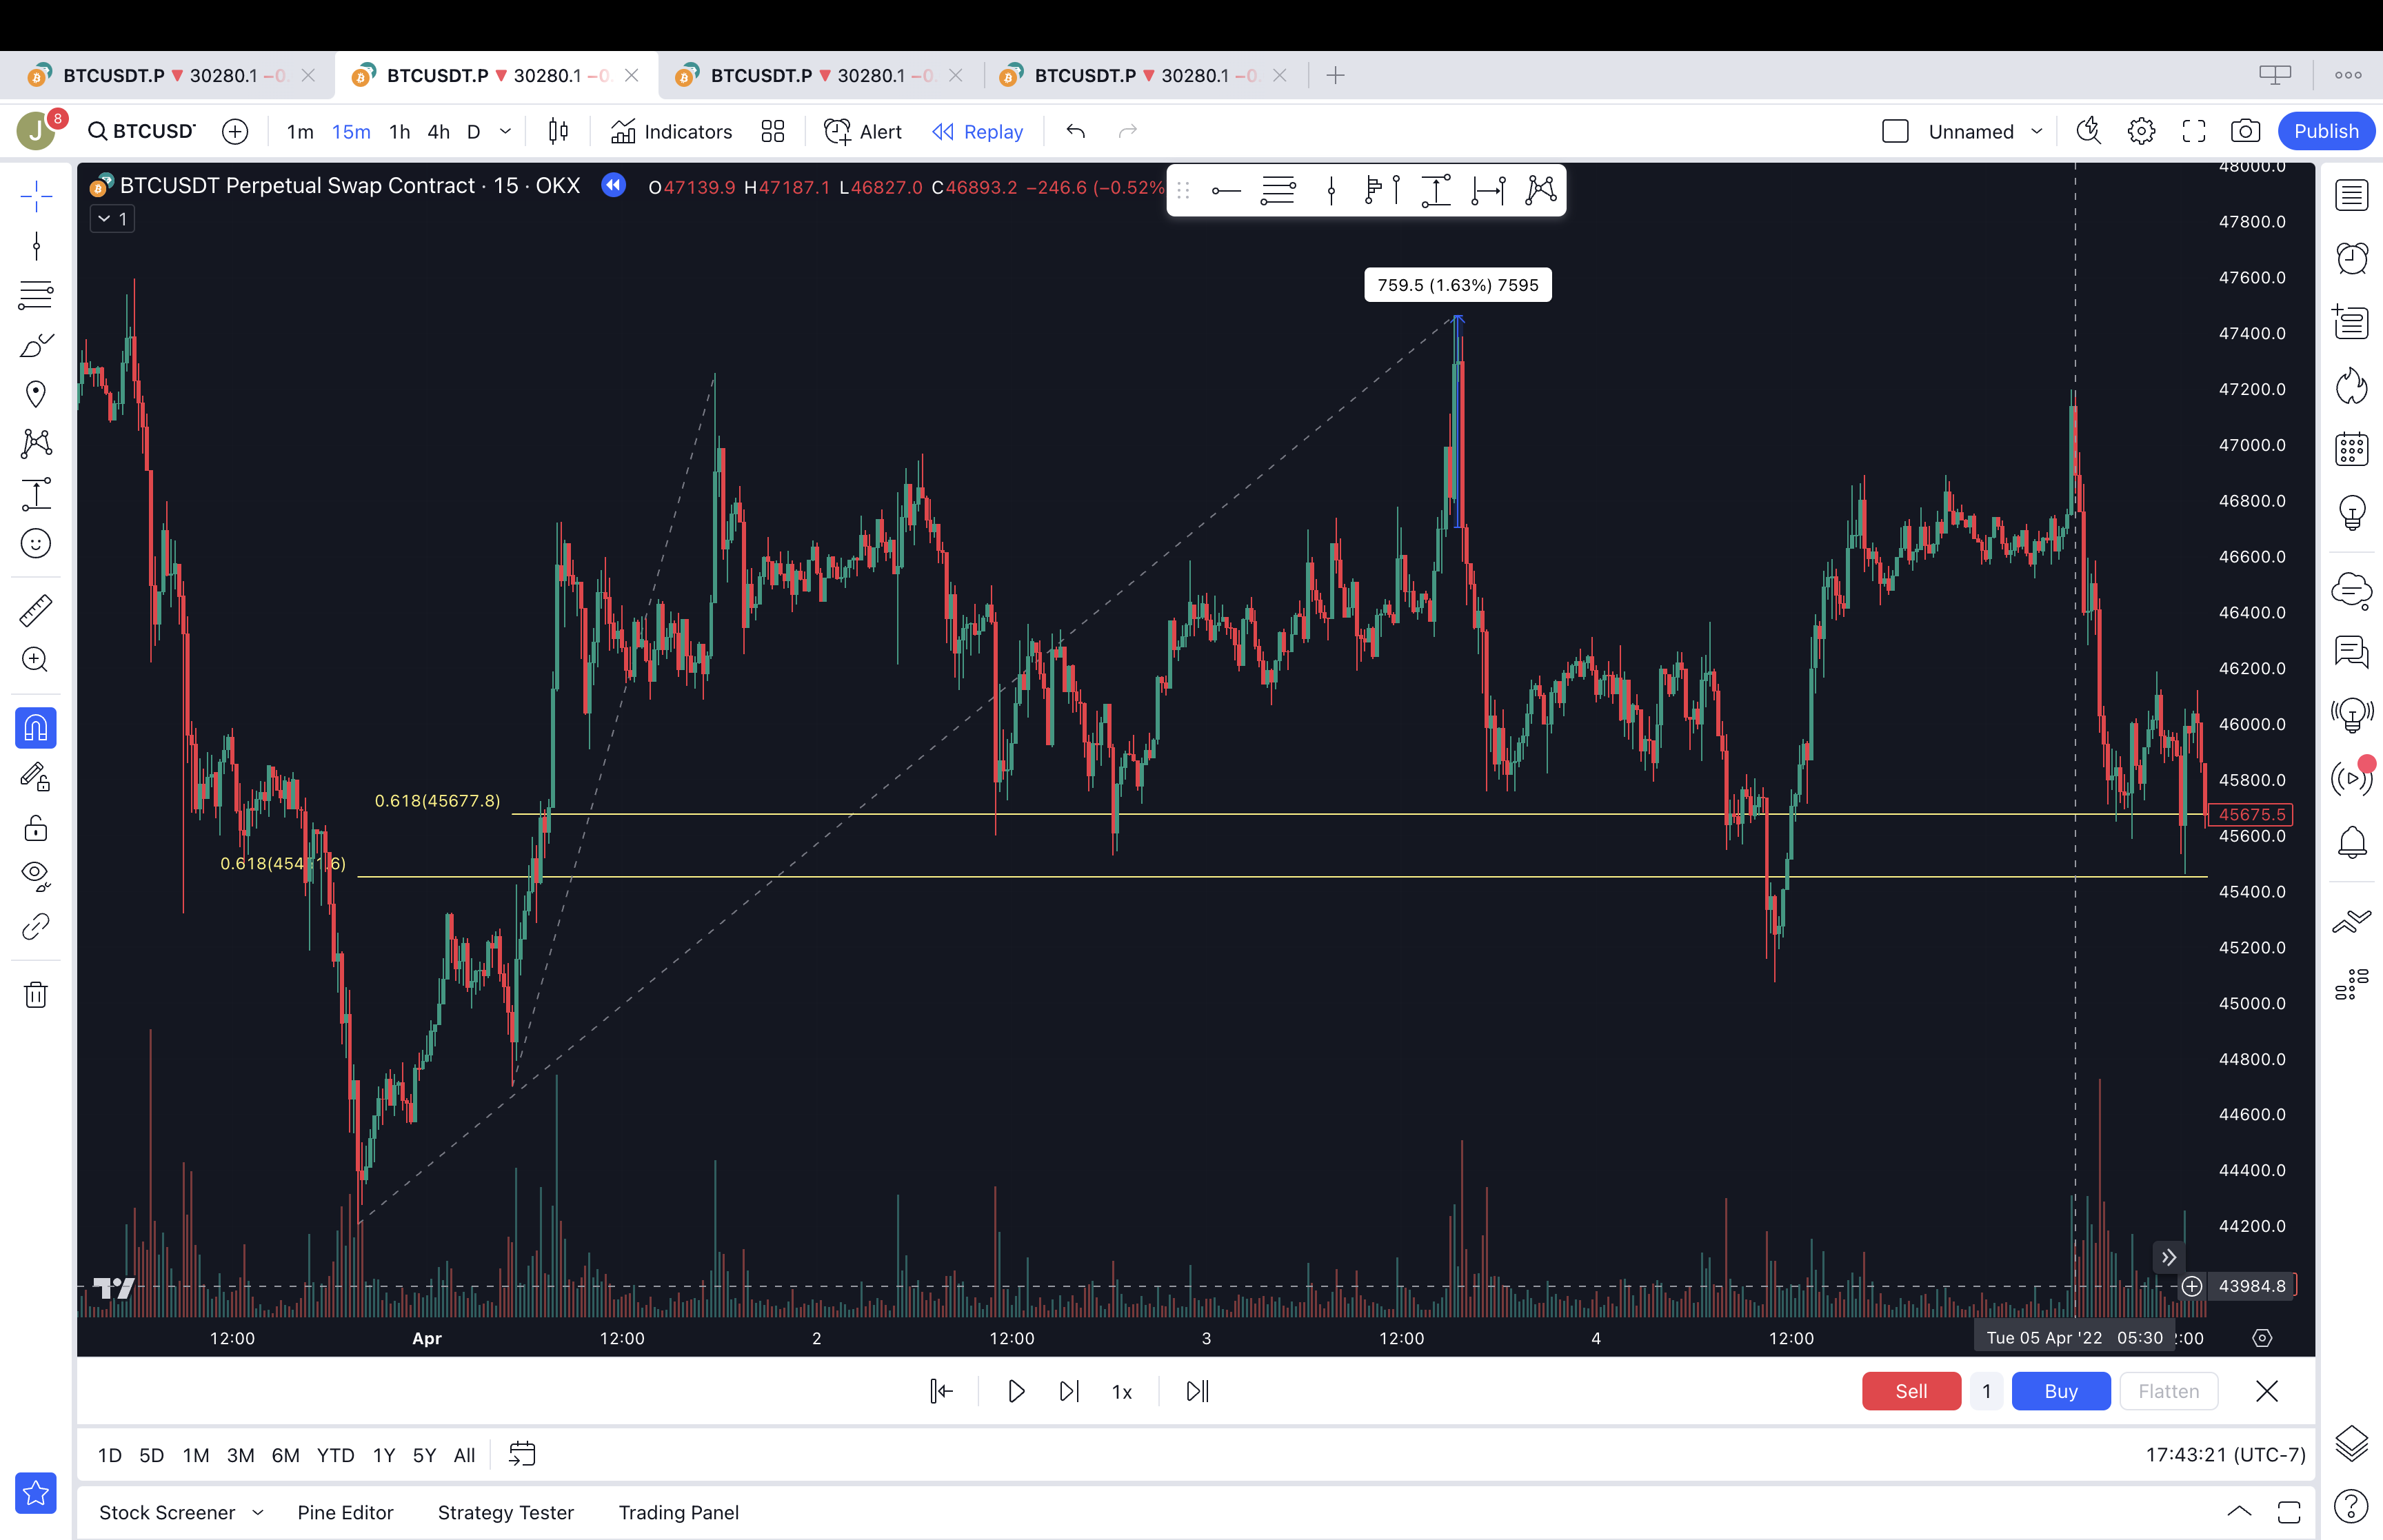 BTCUSDT.P ▼ 30280.1 −0.
BTCUSDT.P ▼ 30280.1 −0.
BTCUSDT.P ▼ 30280.1 −0.
BTCUSDT.P ▼ 30280.1 −0.
J 8 BTCUSD 1m 15m 1h 4h D Indicators Alert Replay Unnamed Publish
BTCUSDT Perpetual Swap Contract · 15 · OKX O47139.9 H47187.1 L46827.0 C46893.2 −246.6 (−0.52%
1
48000.0
47800.0
759.5 (1.63%) 7595
47600.0
47400.0
47200.0
47000.0
46800.0
46600.0
46400.0
46200.0
46000.0
45800.0
0.618(45677.8)
45675.5
45600.0
45400.0
45200.0
45000.0
44800.0
44600.0
44400.0
44200.0
43984.8
12:00 Apr 12:00 2 12:00 3 12:00 4 12:00 Tue 05 Apr '22 05:30 2:00
1x Sell 1 Buy Flatten
1D 5D 1M 3M 6M YTD 1Y 5Y All 17:43:21 (UTC-7)
Stock Screener Pine Editor Strategy Tester Trading Panel